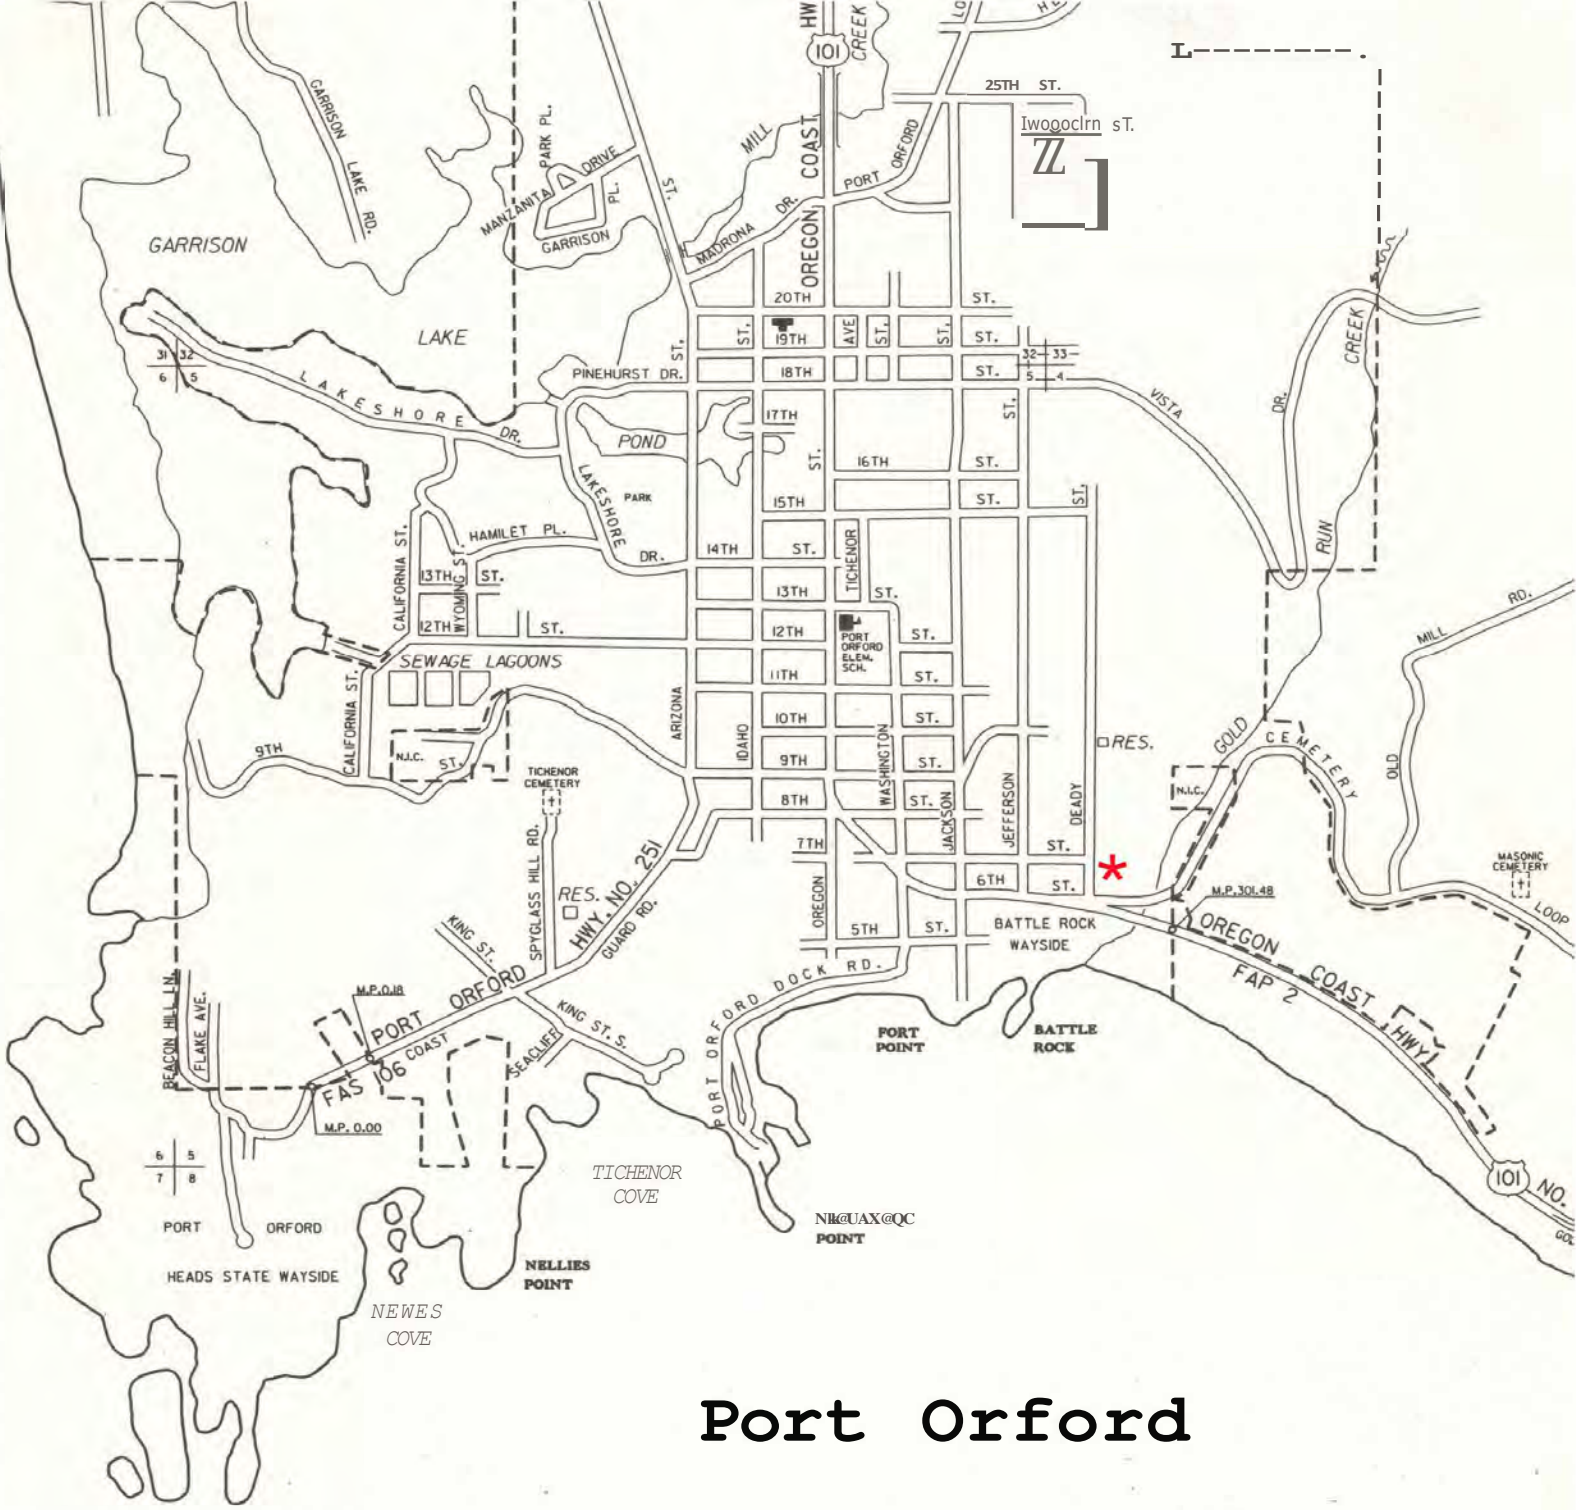 HW
101
CREEK
LO
25TH ST.
Iwogoclrn sT.
ZZ
GARRISON LAKE RD.
PARK PL.
MANZANITA DRIVE
PL.
GARRISON
ST.
MILL
OREGON COAST
PORT ORFORD
MADRONA DR.
GARRISON
LAKE
20TH ST.
ST.
19TH
AVE
ST.
ST.
ST.
ST.
18TH ST.
31 32
6 5
32 33
5 4
PINEHURST DR.
LAKESHORE DR.
17TH
POND
ST.
VISTA
DR.
CREEK
RUN
GOLD
16TH ST.
PARK
15TH ST.
ST.
ST.
LAKESHORE DR.
HAMILET PL.
CALIFORNIA ST.
WYOMING ST.
14TH ST.
TICHENOR
13TH ST.
13TH ST.
12TH ST.
12TH ST.
PORT
ORFORD
ELEM.
SCH.
MILL RD.
OLD
SEWAGE LAGOONS
11TH ST.
CALIFORNIA ST.
ARIZONA
IDAHO
10TH ST.
WASHINGTON
RES.
9TH ST.
N.I.C.
9TH ST.
TICHENOR
CEMETERY
CEMETERY
N.I.C.
8TH ST.
JACKSON
JEFFERSON
DEADY
7TH ST.
*
MASONIC
CEMETERY
LOOP
SPYGLASS HILL RD.
RES.
HWY. NO. 251
GUARD RD.
6TH ST.
M.P.301.48
OREGON
5TH ST.
BATTLE ROCK
WAYSIDE
KING ST.
OREGON COAST HWY.
FAP 2
BEACON HILL LN.
FLAKE AVE.
M.P.0.18
PORT ORFORD
FAS 106 COAST
KING ST. S.
SEACLIFF
PORT ORFORD DOCK RD.
FORT
POINT
BATTLE
ROCK
M.P. 0.00
6 5
7 8
TICHENOR
COVE
101 NO.
PORT ORFORD
HEADS STATE WAYSIDE
POINT
NELLIES
POINT
NEWES
COVE
Port Orford